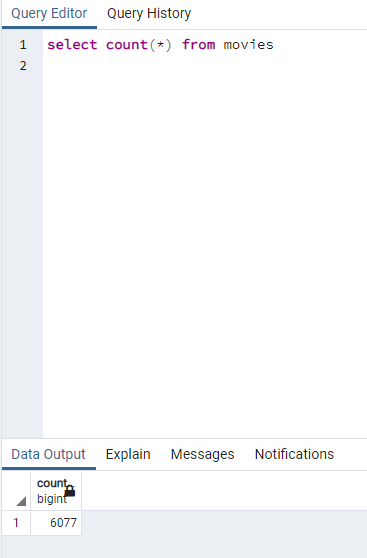 Query Editor Query History
1 select count(*) from movies
2
Data Output Explain Messages Notifications
count
bigint
1 6077